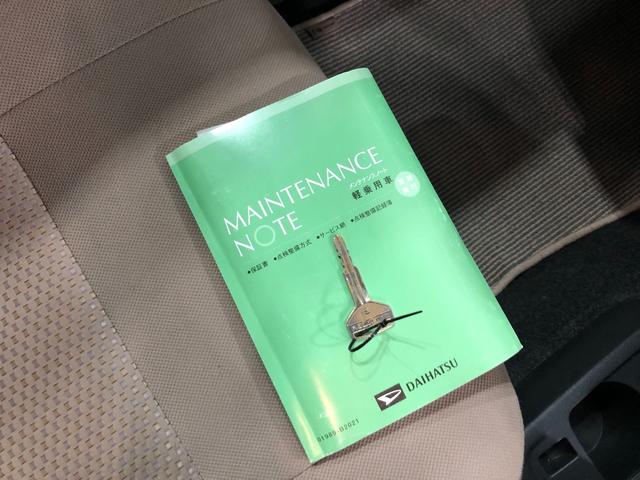 MAINTENANCE
NOTE
メンテナンスノート
軽乗用車
•保証書 •点検整備方式 •サービス網 •点検整備記録簿
DAIHATSU
01989-B2021